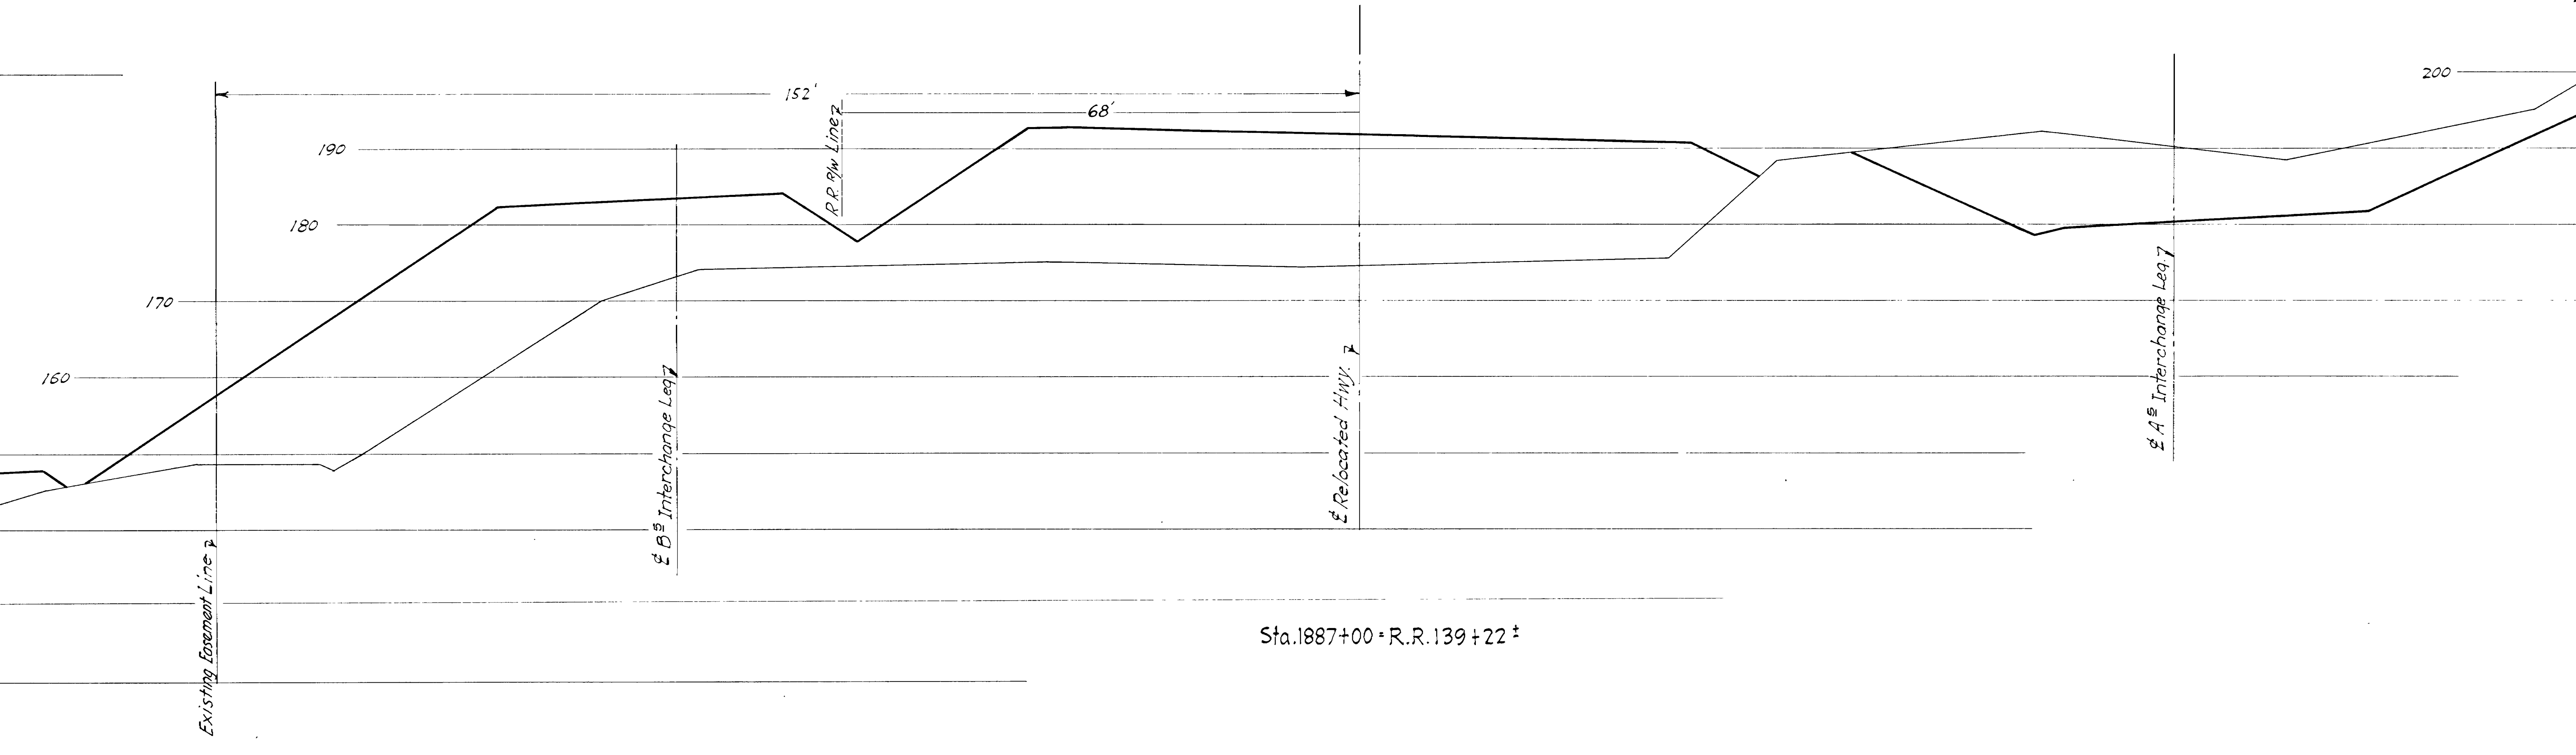 200
152'
68'
R.R. R/W Line
190
180
170
160
℄ B⁵ Interchange Leg.
℄ Relocated Hwy.
℄ A⁵ Interchange Leg.
Existing Easement Line
Sta.1887+00 = R.R.139+22 ±